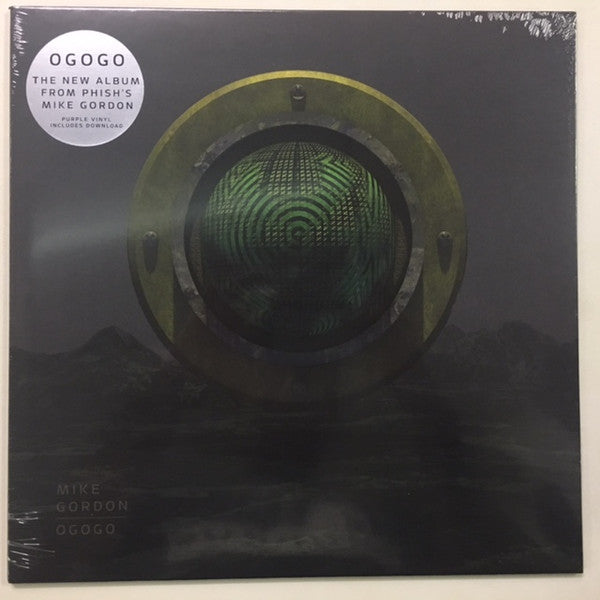 OGOGO
THE NEW ALBUM
FROM PHISH'S
MIKE GORDON
PURPLE VINYL
INCLUDES DOWNLOAD
MIKE
GORDON
OGOGO